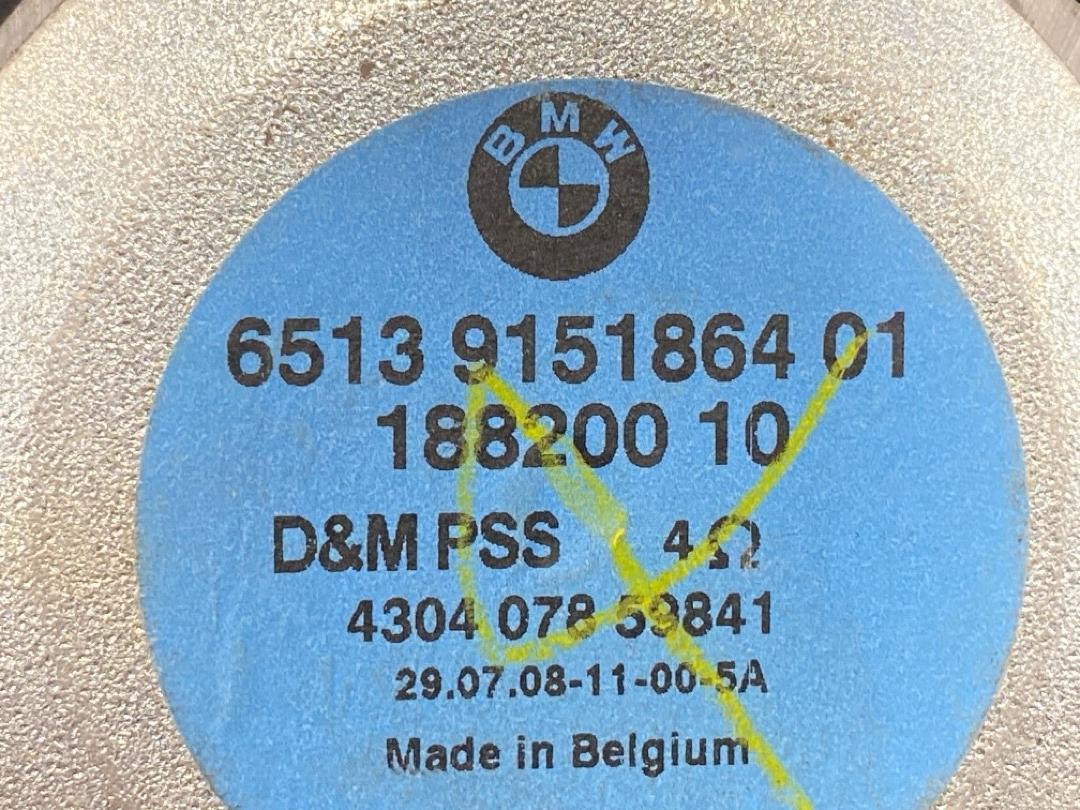 BMW
6513 9151864 01
188200 10
D&M PSS 4Ω
4304 078 59841
29.07.08-11-00-5A
Made in Belgium